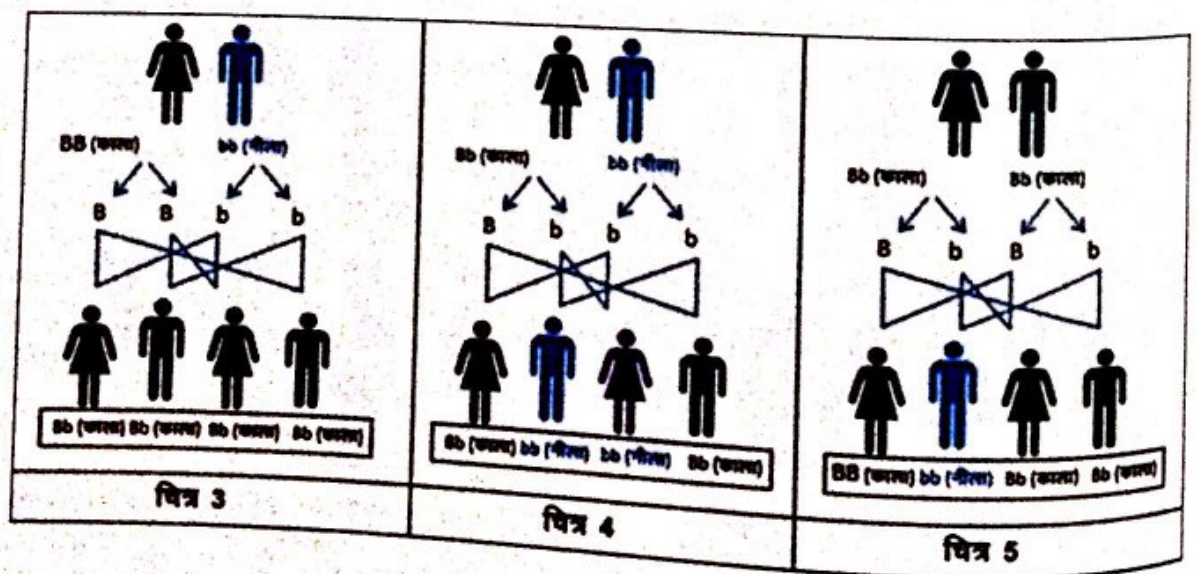 BB (काला) bb (नीला)
B B b b
Bb (काला) Bb (काला) Bb (काला) Bb (काला)
चित्र 3
Bb (काला) bb (नीला)
B b b b
Bb (काला) bb (नीला) bb (नीला) Bb (काला)
चित्र 4
Bb (काला) Bb (काला)
B b B b
BB (काला) bb (नीला) Bb (काला) Bb (काला)
चित्र 5